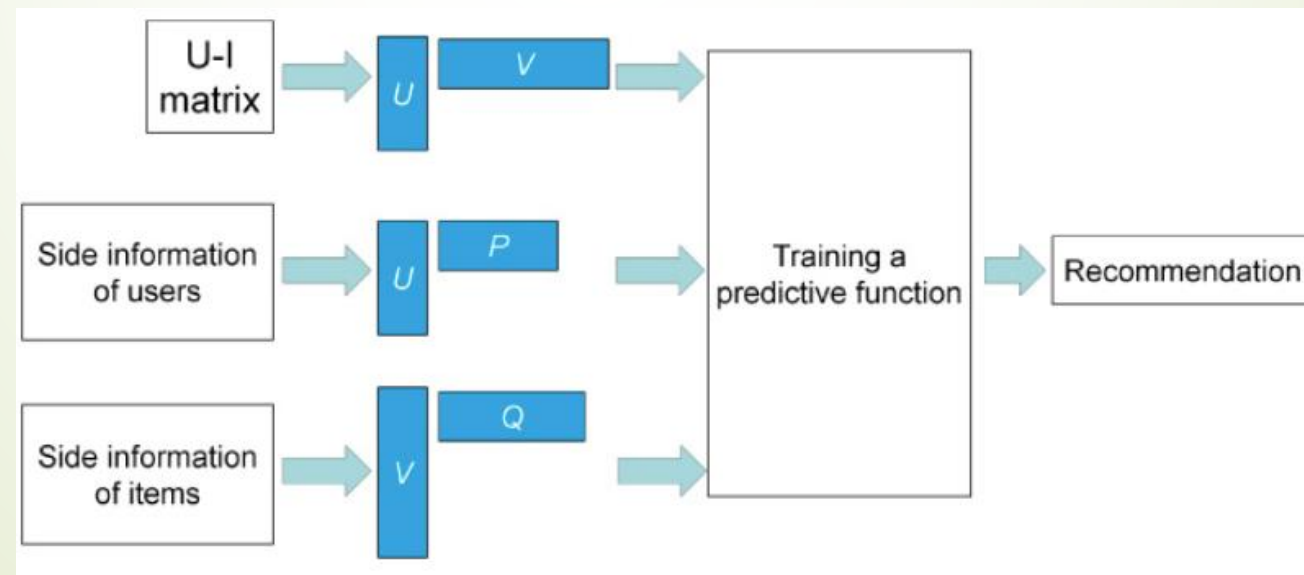 U-I
matrix
U
V
Side information
of users
U
P
Side information
of items
V
Q
Training a
predictive function
Recommendation